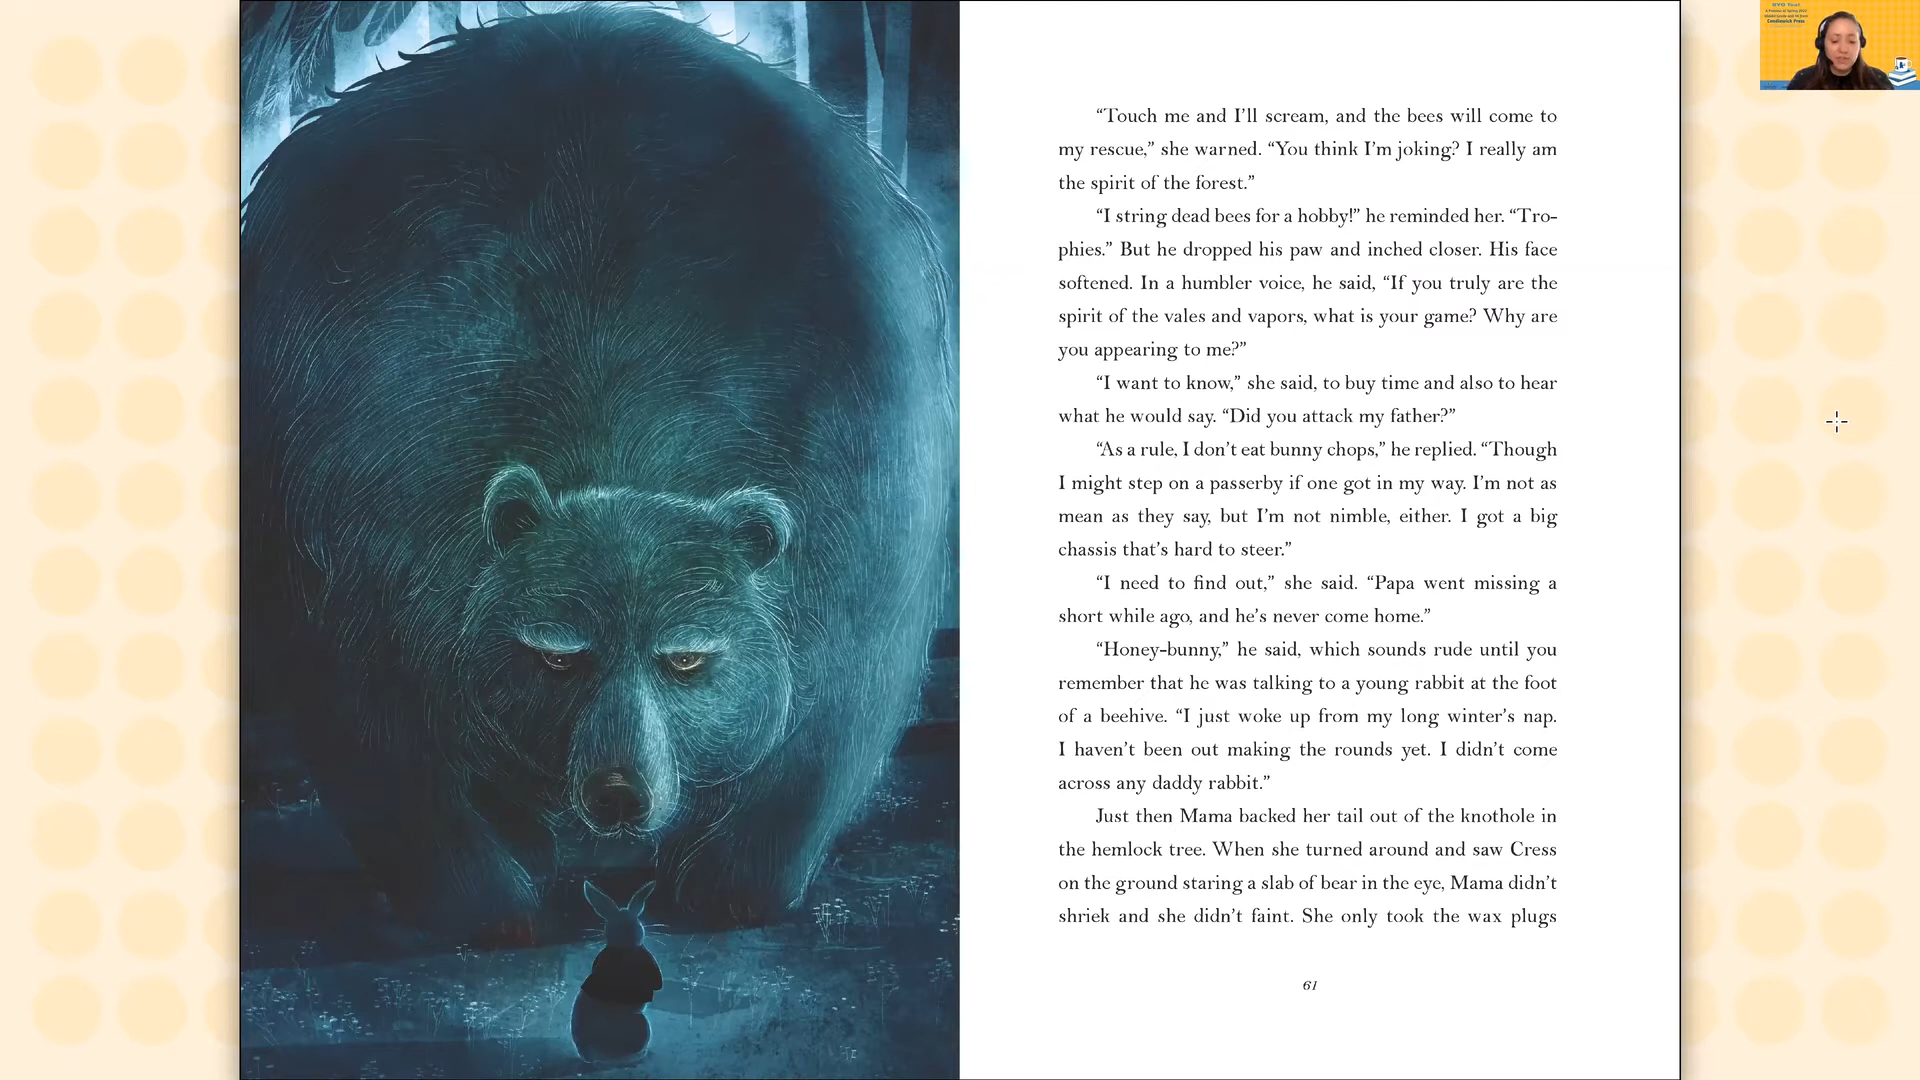 BYO Tea!
Candlewick Press
“Touch me and I’ll scream, and the bees will come to
my rescue,” she warned. “You think I’m joking? I really am
the spirit of the forest.”
“I string dead bees for a hobby!” he reminded her. “Tro-
phies.” But he dropped his paw and inched closer. His face
softened. In a humbler voice, he said, “If you truly are the
spirit of the vales and vapors, what is your game? Why are
you appearing to me?”
“I want to know,” she said, to buy time and also to hear
what he would say. “Did you attack my father?”
“As a rule, I don’t eat bunny chops,” he replied. “Though
I might step on a passerby if one got in my way. I’m not as
mean as they say, but I’m not nimble, either. I got a big
chassis that’s hard to steer.”
“I need to find out,” she said. “Papa went missing a
short while ago, and he’s never come home.”
“Honey-bunny,” he said, which sounds rude until you
remember that he was talking to a young rabbit at the foot
of a beehive. “I just woke up from my long winter’s nap.
I haven’t been out making the rounds yet. I didn’t come
across any daddy rabbit.”
Just then Mama backed her tail out of the knothole in
the hemlock tree. When she turned around and saw Cress
on the ground staring a slab of bear in the eye, Mama didn’t
shriek and she didn’t faint. She only took the wax plugs
61